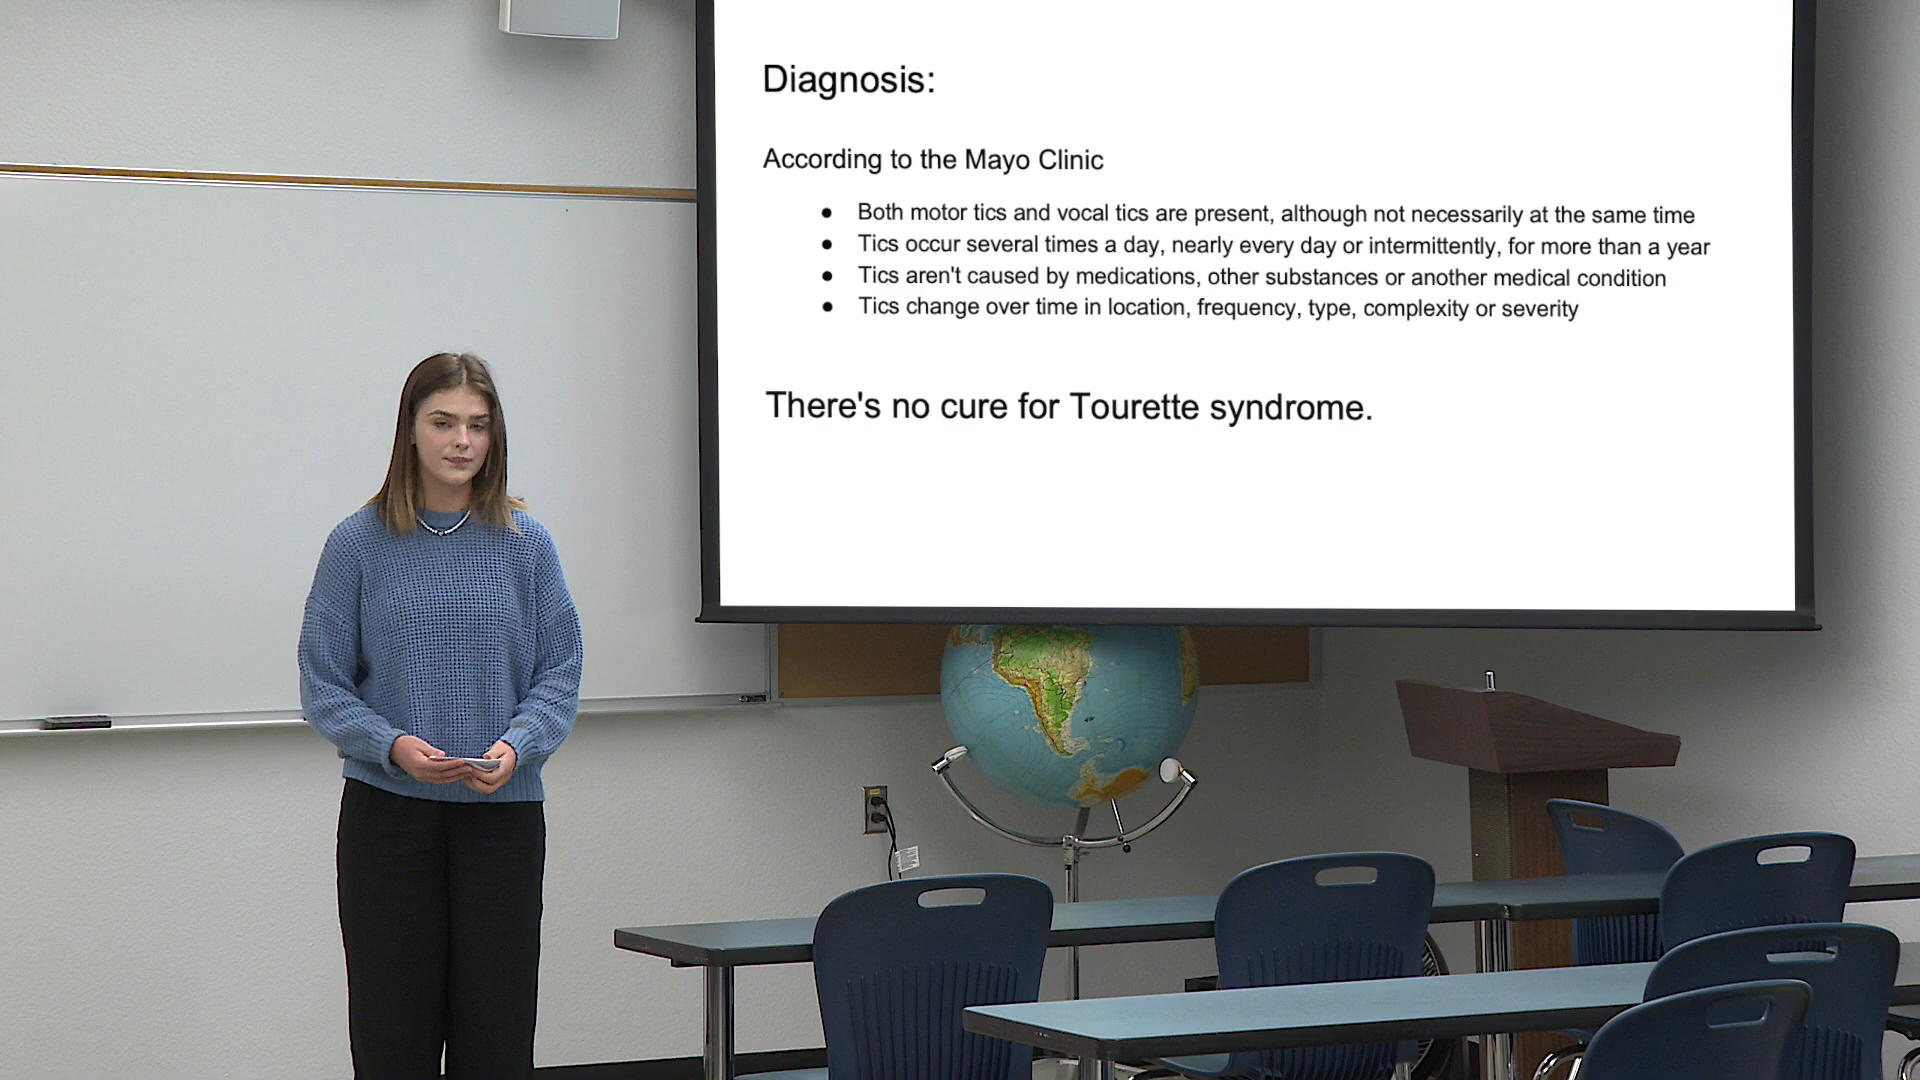 Diagnosis:
According to the Mayo Clinic
● Both motor tics and vocal tics are present, although not necessarily at the same time
● Tics occur several times a day, nearly every day or intermittently, for more than a year
● Tics aren't caused by medications, other substances or another medical condition
● Tics change over time in location, frequency, type, complexity or severity
There's no cure for Tourette syndrome.